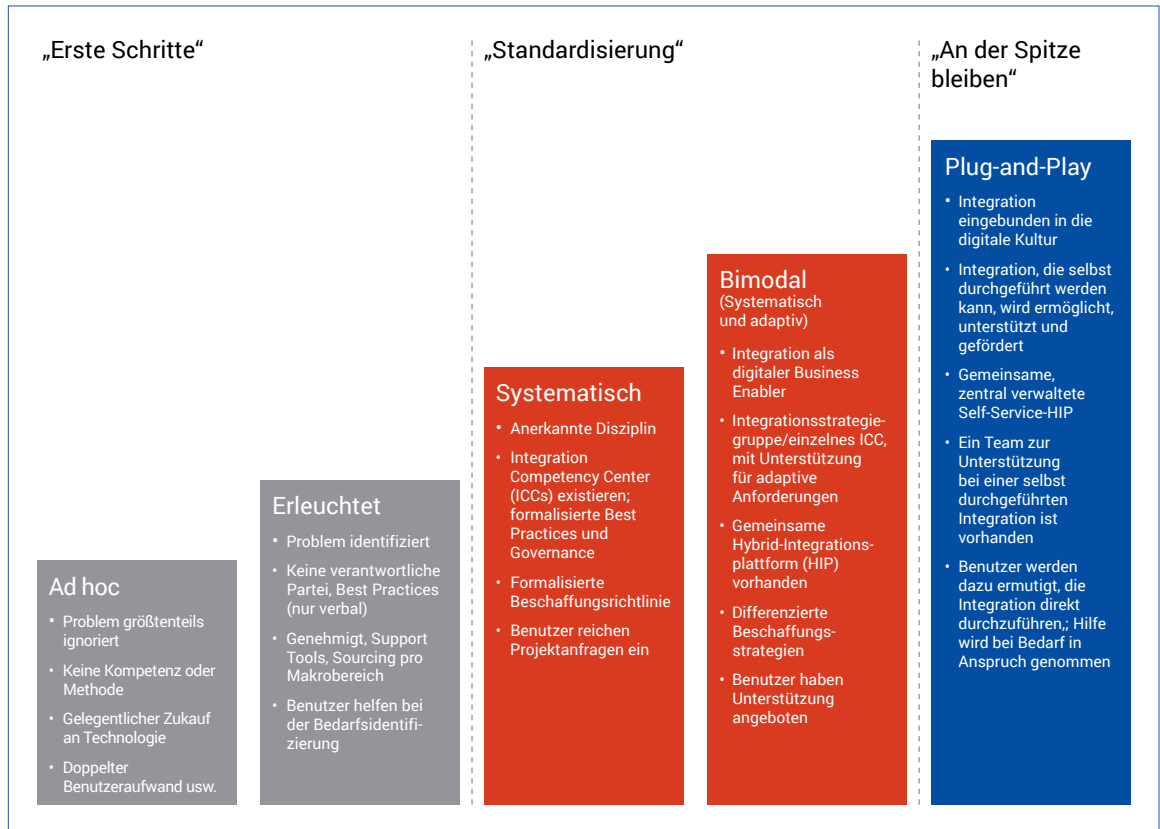 „Erste Schritte“
„Standardisierung“
„An der Spitze
bleiben“
Ad hoc
• Problem größtenteils
ignoriert
• Keine Kompetenz oder
Methode
• Gelegentlicher Zukauf
an Technologie
• Doppelter
Benutzeraufwand usw.
Erleuchtet
• Problem identifiziert
• Keine verantwortliche
Partei, Best Practices
(nur verbal)
• Genehmigt, Support
Tools, Sourcing pro
Makrobereich
• Benutzer helfen bei
der Bedarfsidentifi-
zierung
Systematisch
• Anerkannte Disziplin
• Integration
Competency Center
(ICCs) existieren;
formalisierte Best
Practices und
Governance
• Formalisierte
Beschaffungsrichtlinie
• Benutzer reichen
Projektanfragen ein
Bimodal
(Systematisch
und adaptiv)
• Integration als
digitaler Business
Enabler
• Integrationsstrategie-
gruppe/einzelnes ICC,
mit Unterstützung
für adaptive
Anforderungen
• Gemeinsame
Hybrid-Integrations-
plattform (HIP)
vorhanden
• Differenzierte
Beschaffungs-
strategien
• Benutzer haben
Unterstützung
angeboten
Plug-and-Play
• Integration
eingebunden in die
digitale Kultur
• Integration, die selbst
durchgeführt werden
kann, wird ermöglicht,
unterstützt und
gefördert
• Gemeinsame,
zentral verwaltete
Self-Service-HIP
• Ein Team zur
Unterstützung
bei einer selbst
durchgeführten
Integration ist
vorhanden
• Benutzer werden
dazu ermutigt, die
Integration direkt
durchzuführen,; Hilfe
wird bei Bedarf in
Anspruch genommen